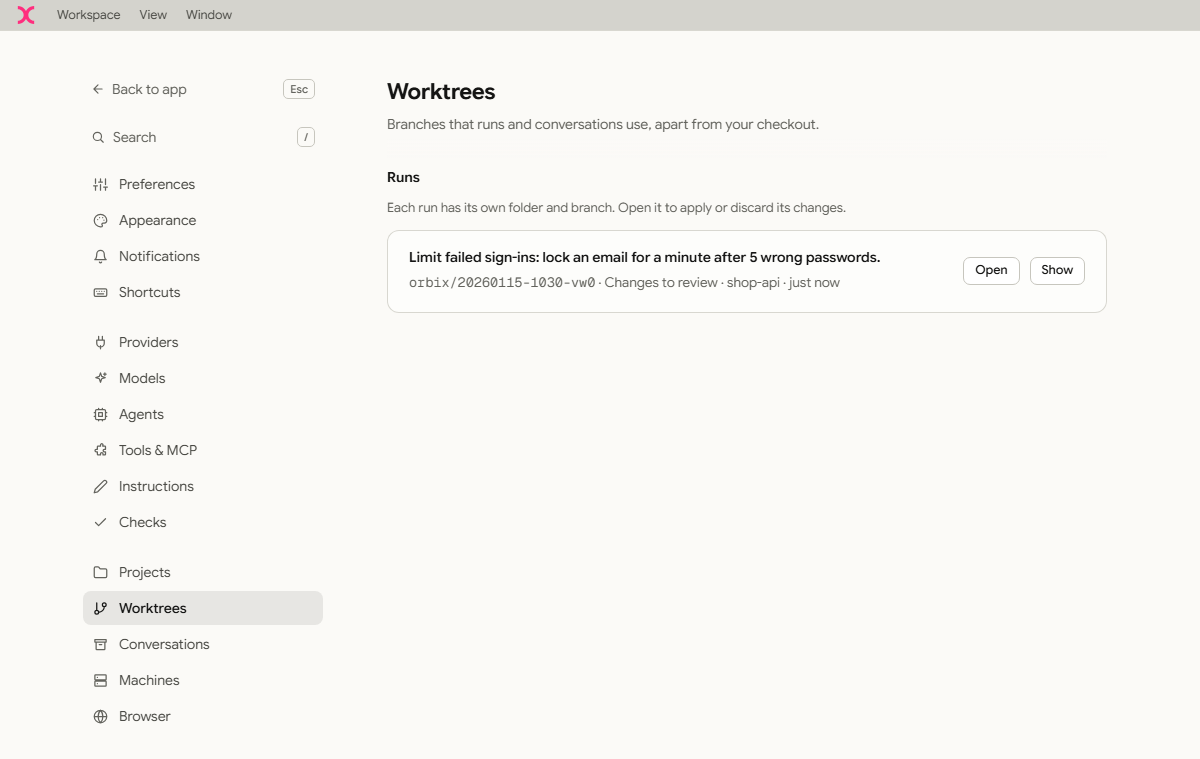 Workspace View Window
Back to app Esc
Search /
Preferences
Appearance
Notifications
Shortcuts
Providers
Models
Agents
Tools & MCP
Instructions
Checks
Projects
Worktrees
Conversations
Machines
Browser
Worktrees
Branches that runs and conversations use, apart from your checkout.
Runs
Each run has its own folder and branch. Open it to apply or discard its changes.
Limit failed sign-ins: lock an email for a minute after 5 wrong passwords.
orbix/20260115-1030-vw0 · Changes to review · shop-api · just now
Open Show